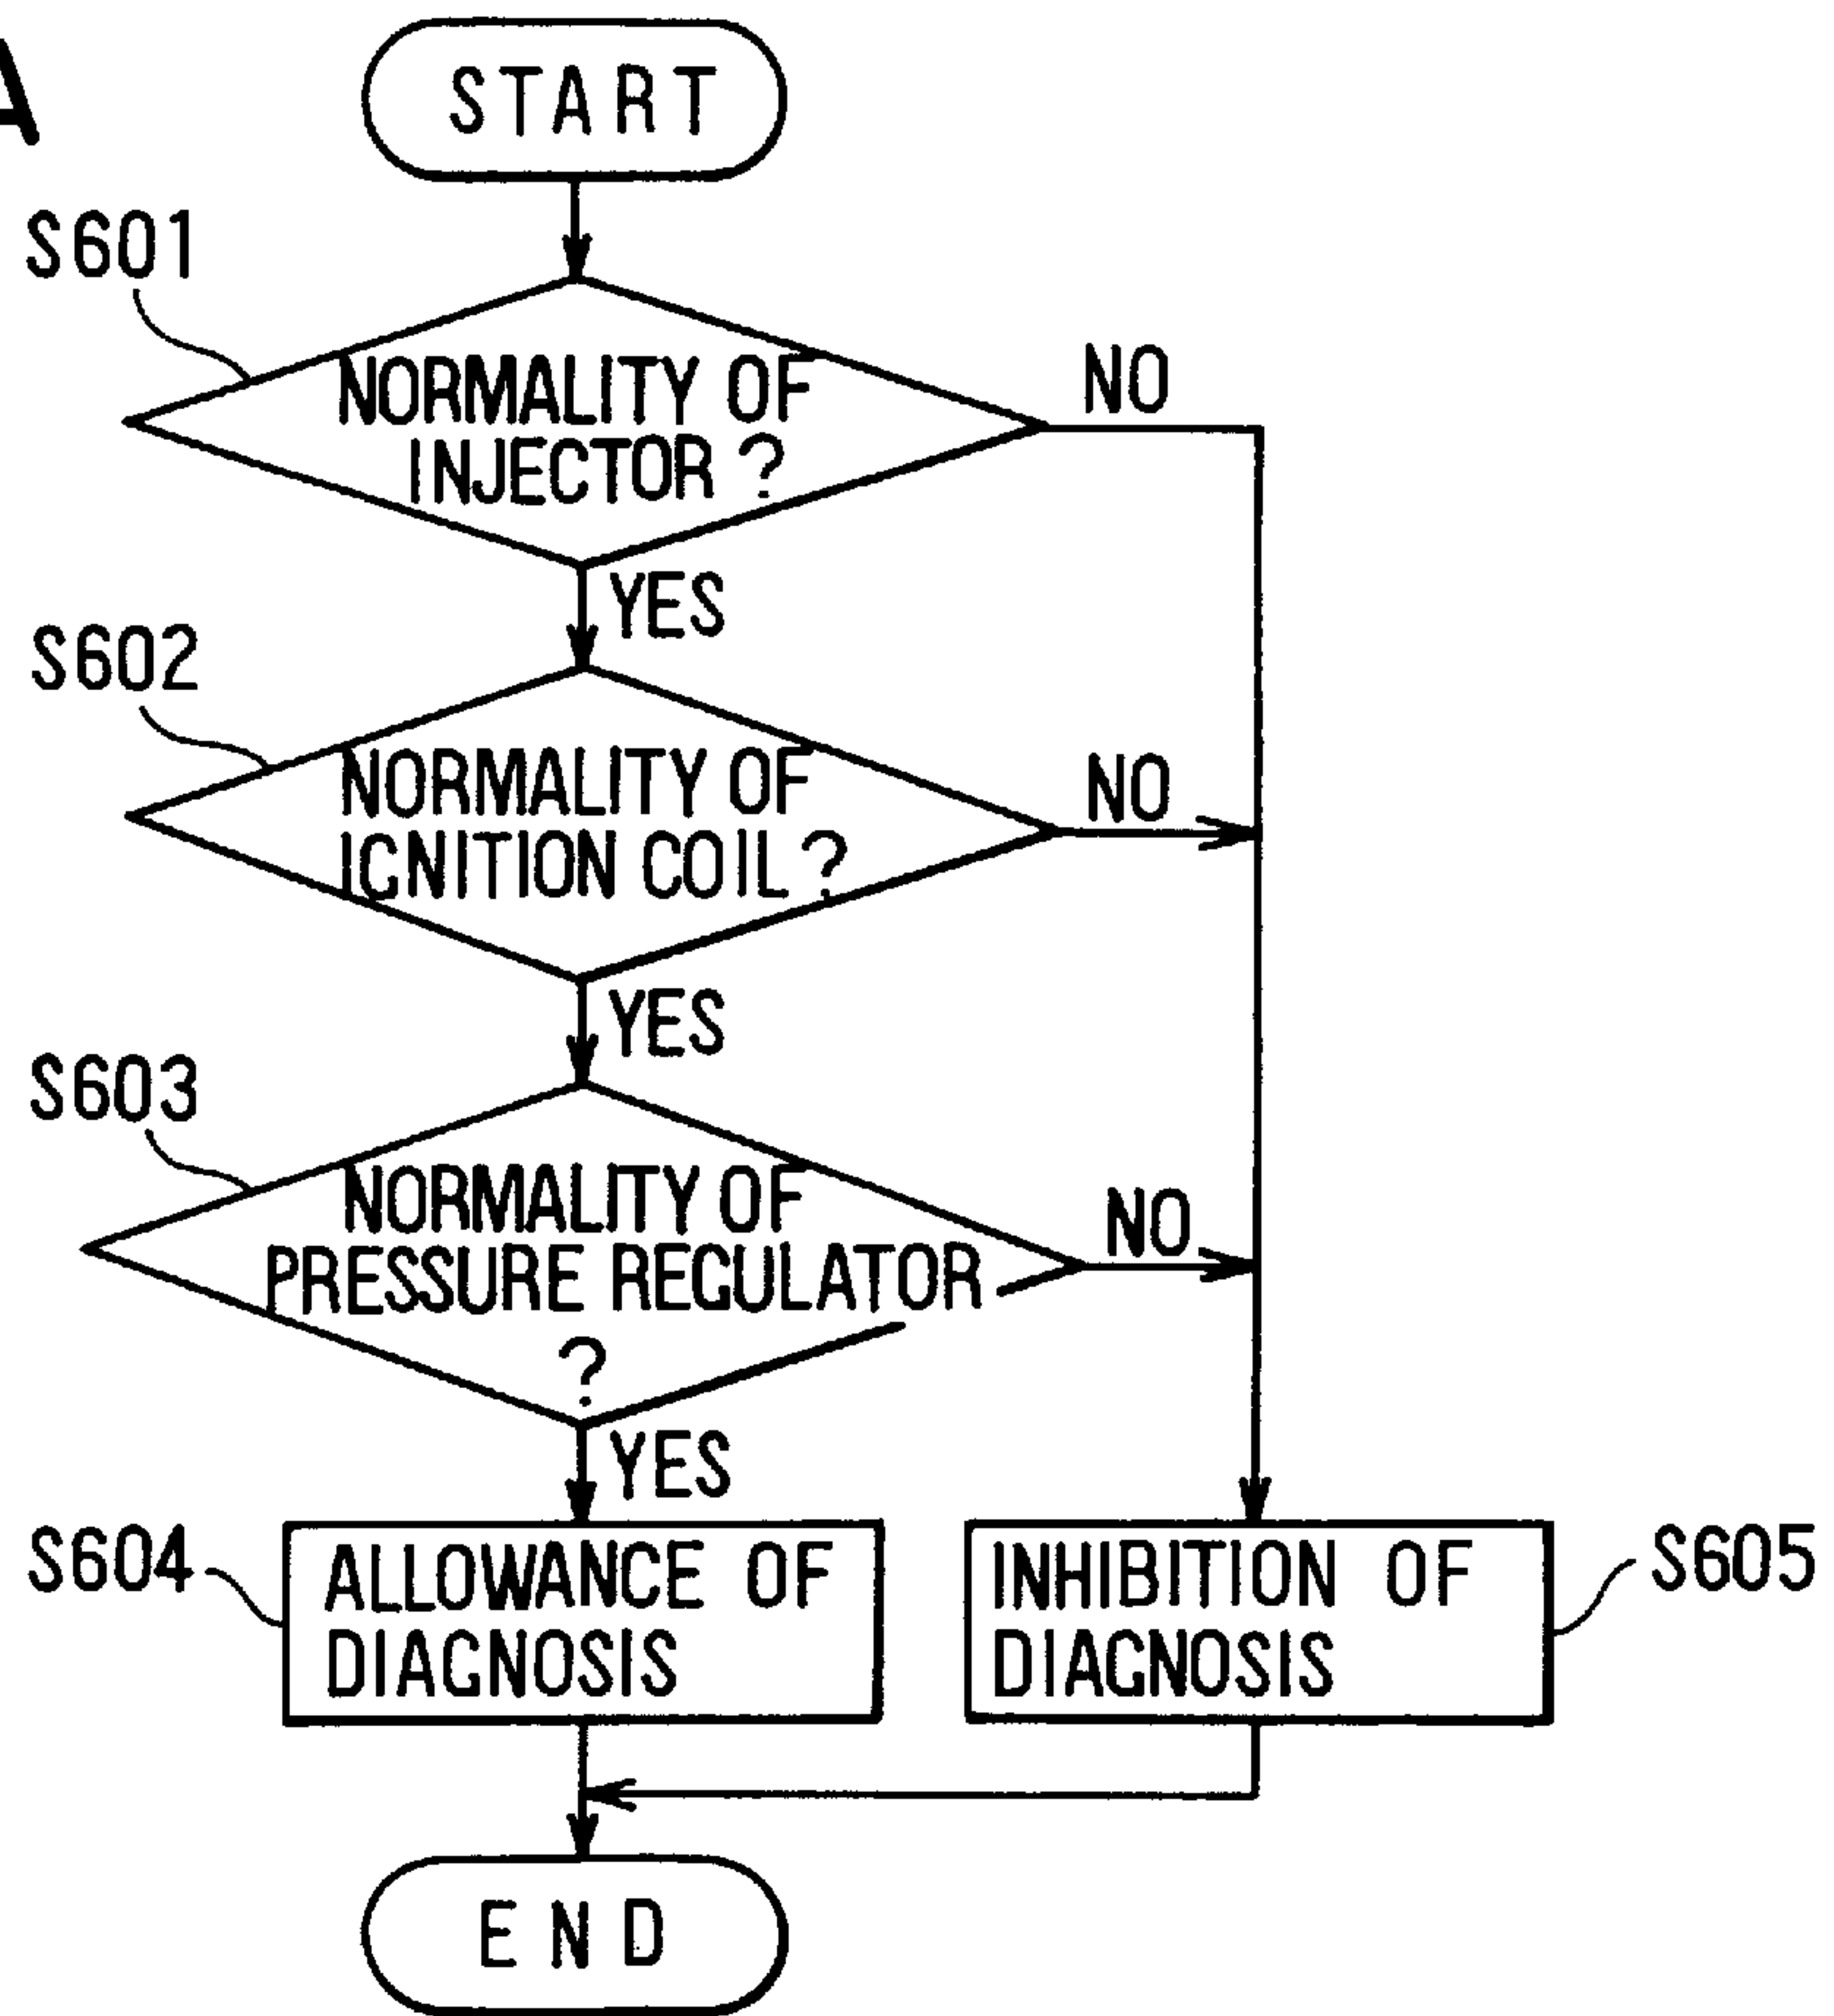 A
START
S601
NORMALITY OF
INJECTOR ?
NO
YES
S602
NORMALITY OF
IGNITION COIL ?
NO
YES
S603
NORMALITY OF
PRESSURE REGULATOR
?
NO
YES
S604
ALLOWANCE OF
DIAGNOSIS
INHIBITION OF
DIAGNOSIS
S605
END